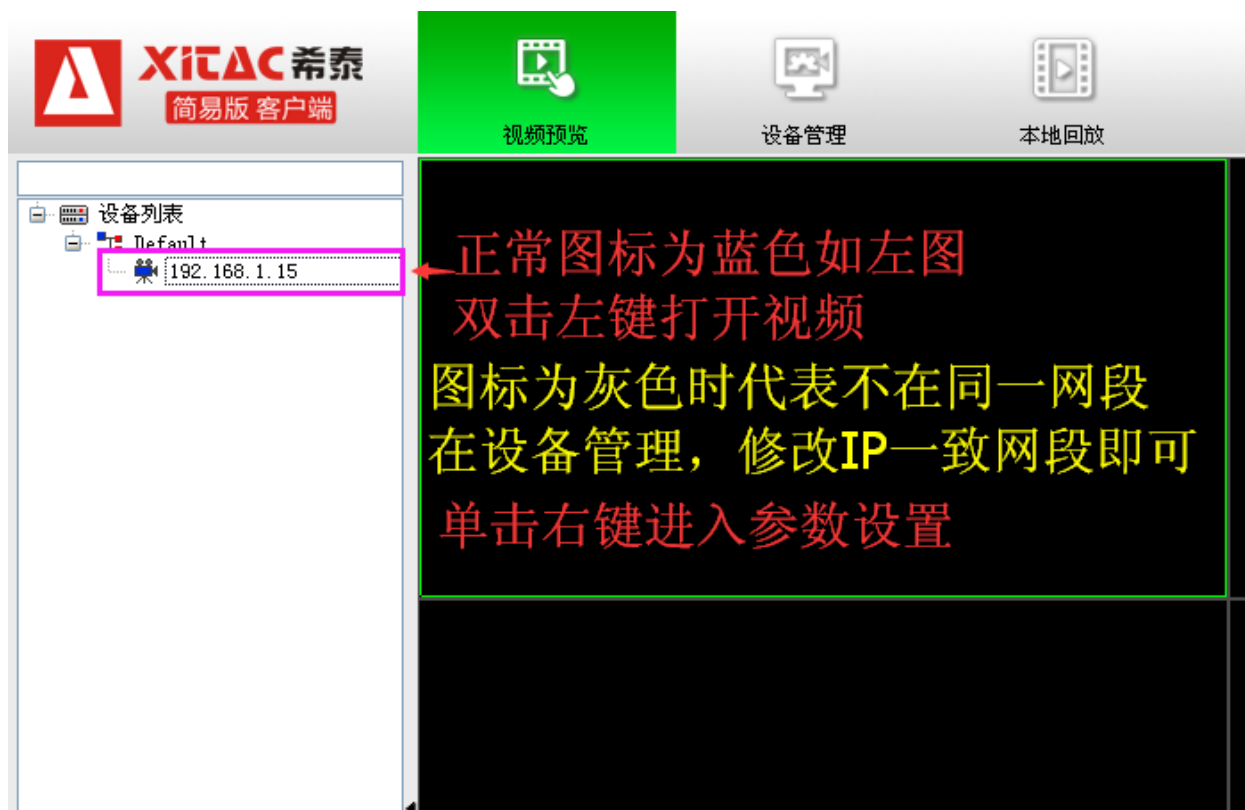 XITAC希泰
简易版 客户端
视频预览
设备管理
本地回放
设备列表
Default
192.168.1.15
正常图标为蓝色如左图
双击左键打开视频
图标为灰色时代表不在同一网段
在设备管理，修改IP一致网段即可
单击右键进入参数设置